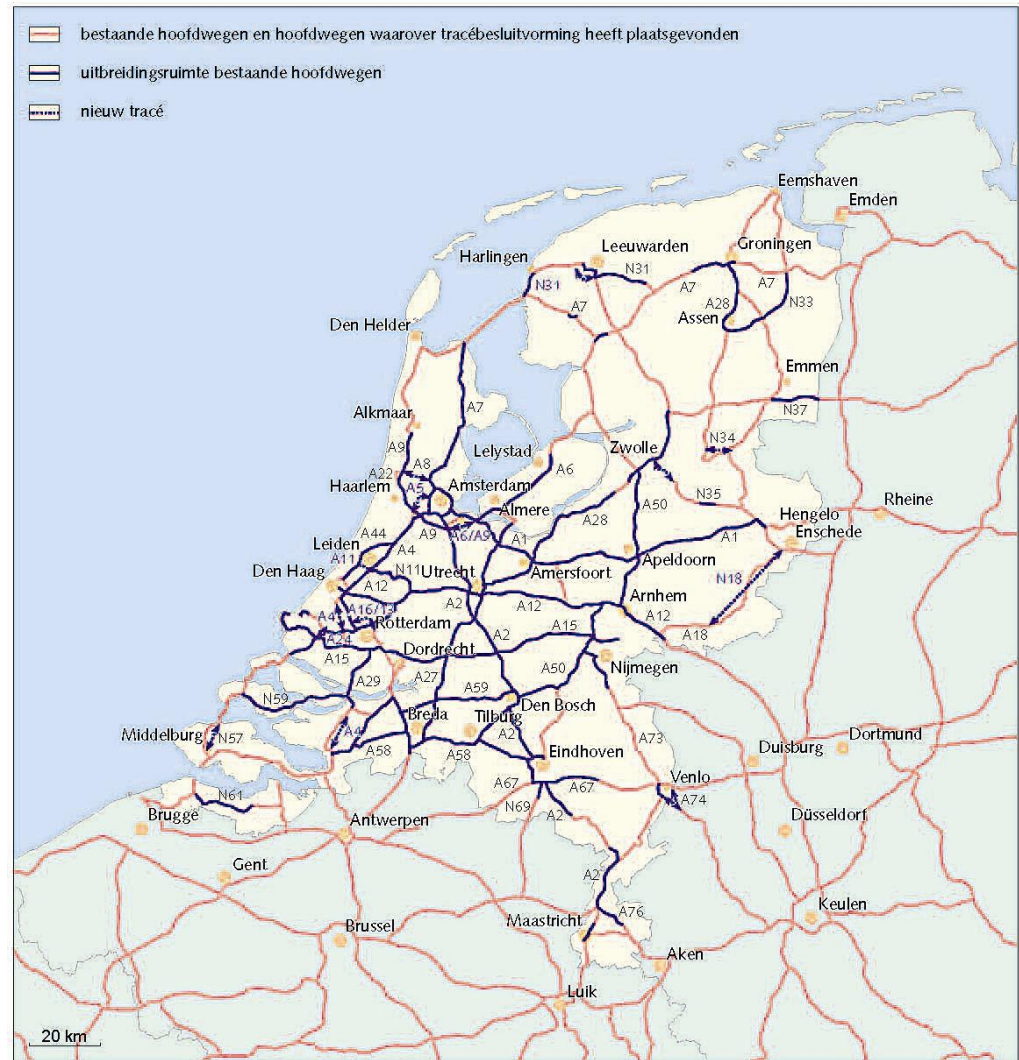 bestaande hoofdwegen en hoofdwegen waarover tracébesluitvorming heeft plaatsgevonden
uitbreidingsruimte bestaande hoofdwegen
nieuw tracé
Eemshaven
Emden
Leeuwarden
Groningen
Harlingen
N31
N31
A7
A7
A28
N33
A7
Assen
Den Helder
Emmen
N37
A7
Alkmaar
A9
N34
Lelystad
Zwolle
A8
A22
A6
A5
Haarlem
Amsterdam
N35
Rheine
Almere
A50
A28
Hengelo
A44
A9
A6/A9
A1
A1
Enschede
Leiden
A4
A11
N11
Utrecht
Amersfoort
Apeldoorn
Den Haag
A12
N18
A2
A12
Arnhem
A4
A16/13
A12
Rotterdam
A24
A2
A15
A18
A15
Dordrecht
Nijmegen
A29
A27
A50
N59
A59
Den Bosch
Middelburg
N57
A4
Breda
Tilburg
A2
A73
Dortmund
A58
A58
Eindhoven
Duisburg
A67
A67
Venlo
N61
N69
A74
A2
Brugge
Antwerpen
Düsseldorf
Gent
A2
Maastricht
A76
Keulen
Brussel
Aken
Luik
20 km